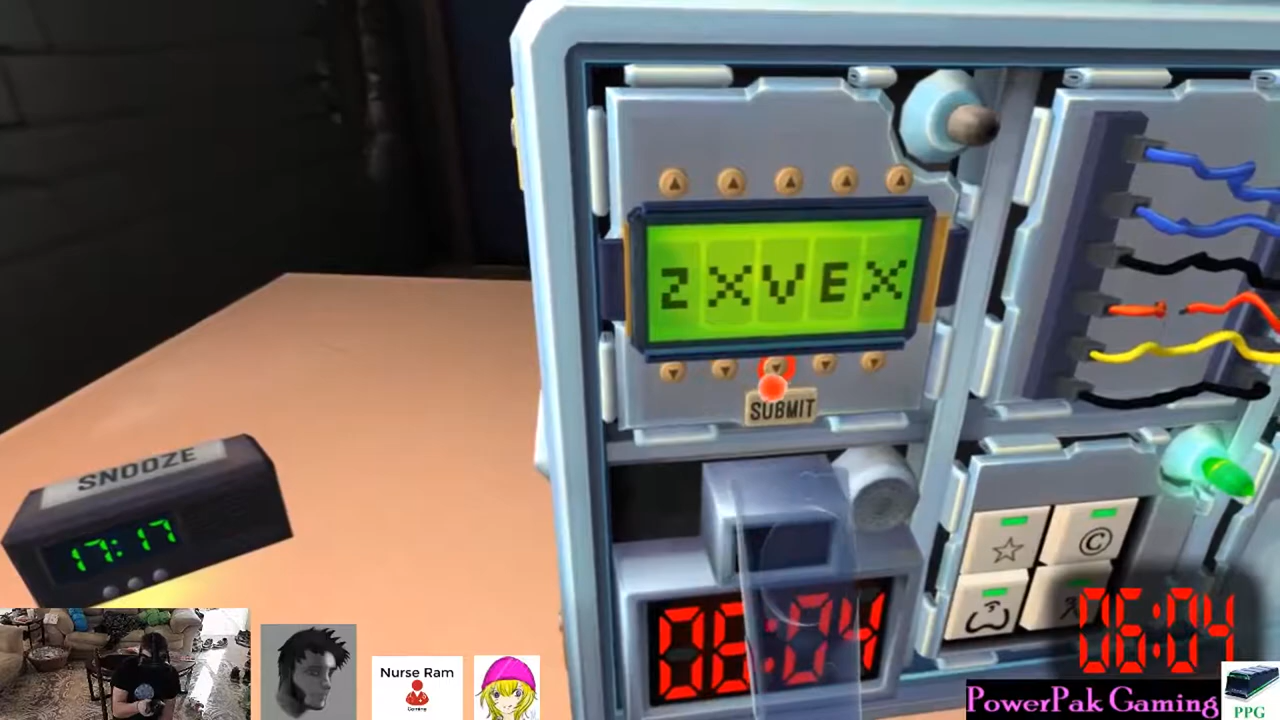 ZXVEX
SUBMIT
SNOOZE
17:17
06:04
©
06:04
Nurse Ram
PowerPak Gaming
PPG